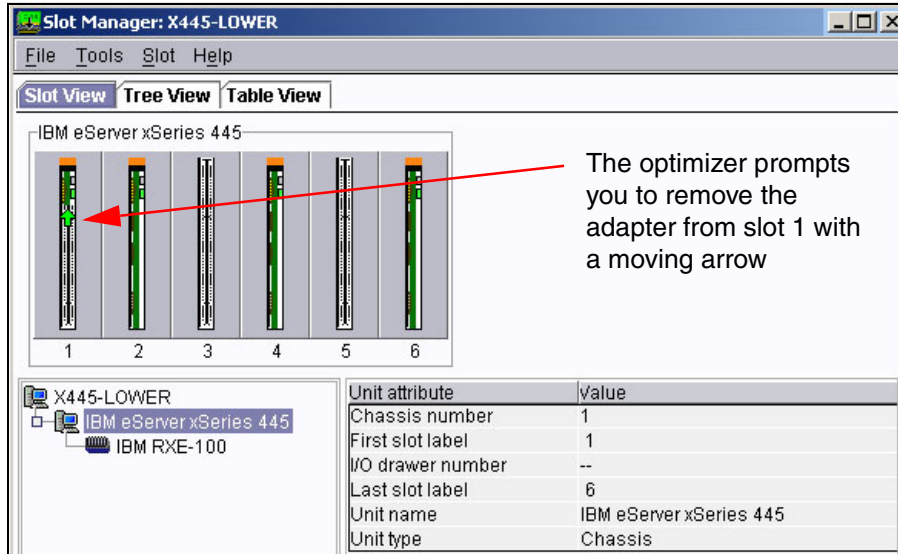 Slot Manager: X445-LOWER
File Tools Slot Help
Slot View Tree View Table View
IBM eServer xSeries 445
The optimizer prompts
you to remove the
adapter from slot 1 with
a moving arrow
1 2 3 4 5 6
X445-LOWER
IBM eServer xSeries 445
IBM RXE-100
Unit attribute Value
Chassis number 1
First slot label 1
I/O drawer number --
Last slot label 6
Unit name IBM eServer xSeries 445
Unit type Chassis